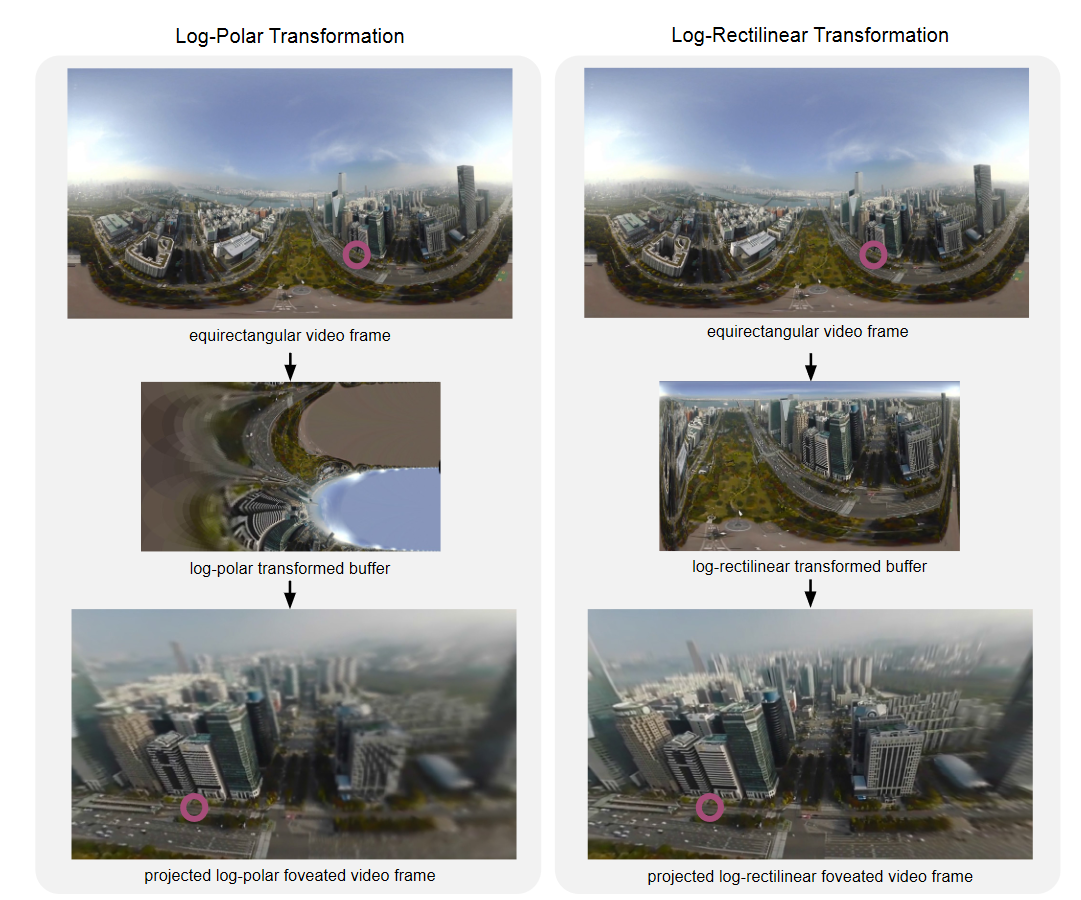 Log-Polar Transformation
equirectangular video frame
log-polar transformed buffer
projected log-polar foveated video frame
Log-Rectilinear Transformation
equirectangular video frame
log-rectilinear transformed buffer
projected log-rectilinear foveated video frame